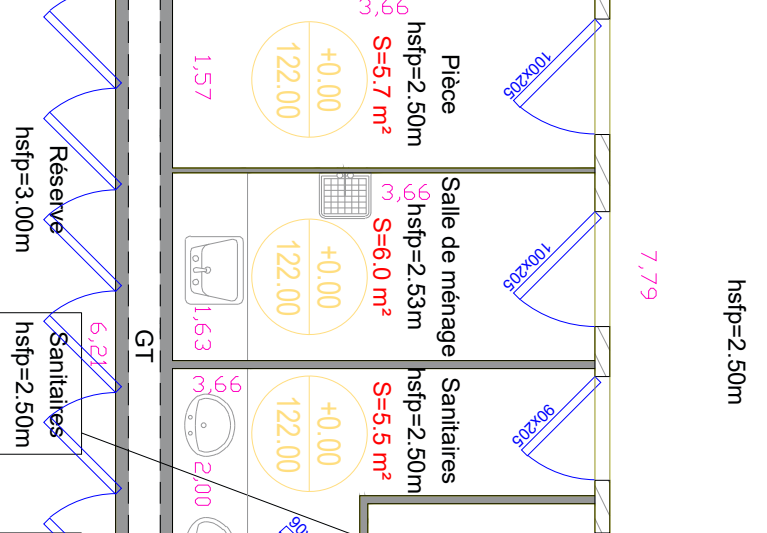 3,66
Pièce
hsfp=2.50m
S=5.7 m²
+0.00
122.00
1,57
100x205
Salle de ménage
hsfp=2.53m
3,66
S=6.0 m²
+0.00
122.00
1,63
100x205
Sanitaires
hsfp=2.50m
S=5.5 m²
+0.00
122.00
3,66
2,00
90x205
7,79
hsfp=2.50m
GT
Réserve
hsfp=3.00m
6,21
Sanitaires
hsfp=2.50m